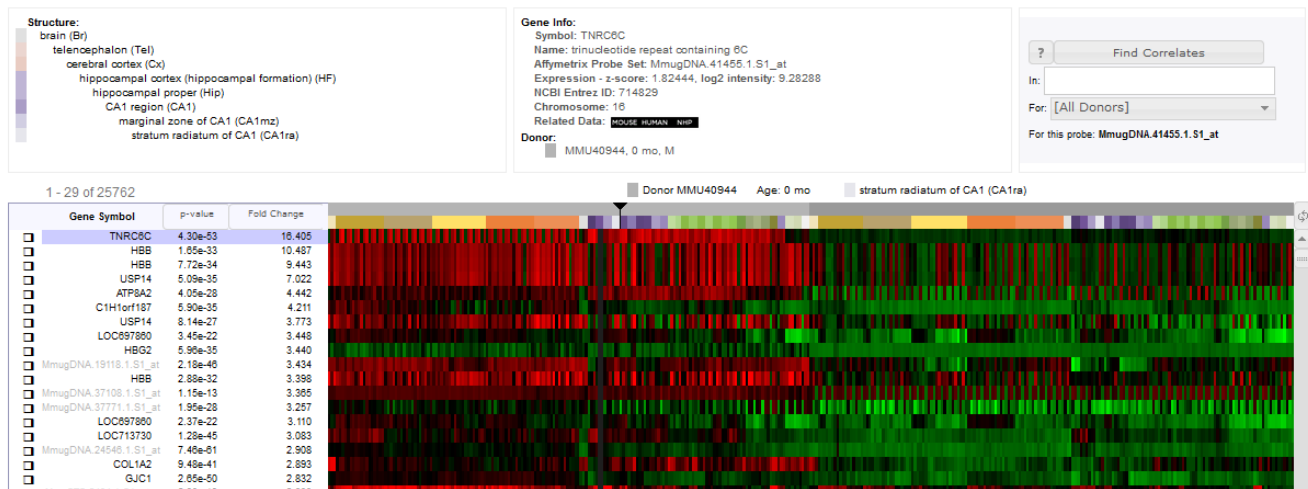 Structure:
brain (Br)
telencephalon (Tel)
cerebral cortex (Cx)
hippocampal cortex (hippocampal formation) (HF)
hippocampal proper (Hip)
CA1 region (CA1)
marginal zone of CA1 (CA1mz)
stratum radiatum of CA1 (CA1ra)
Gene Info:
Symbol: TNRC6C
Name: trinucleotide repeat containing 6C
Affymetrix Probe Set: MmugDNA.41455.1.S1_at
Expression - z-score: 1.82444, log2 intensity: 9.28288
NCBI Entrez ID: 714829
Chromosome: 16
Related Data: MOUSE HUMAN NHP
Donor:
MMU40944, 0 mo, M
? Find Correlates
In:
For: [All Donors]
For this probe: MmugDNA.41455.1.S1_at
1 - 29 of 25762
Donor MMU40944 Age: 0 mo stratum radiatum of CA1 (CA1ra)
Gene Symbol p-value Fold Change
TNRC6C 4.30e-53 16.405
HBB 1.65e-33 10.487
HBB 7.72e-34 9.443
USP14 5.09e-35 7.022
ATP8A2 4.05e-28 4.442
C1H1orf187 5.90e-35 4.211
USP14 8.14e-27 3.773
LOC697860 3.45e-22 3.448
HBG2 5.96e-35 3.440
MmugDNA.19118.1.S1_at 2.18e-46 3.434
HBB 2.88e-32 3.398
MmugDNA.37108.1.S1_at 1.15e-13 3.365
MmugDNA.37771.1.S1_at 1.95e-28 3.257
LOC697860 2.37e-22 3.110
LOC713730 1.28e-45 3.083
MmugDNA.24546.1.S1_at 7.46e-61 2.908
COL1A2 9.48e-41 2.893
GJC1 2.65e-50 2.832